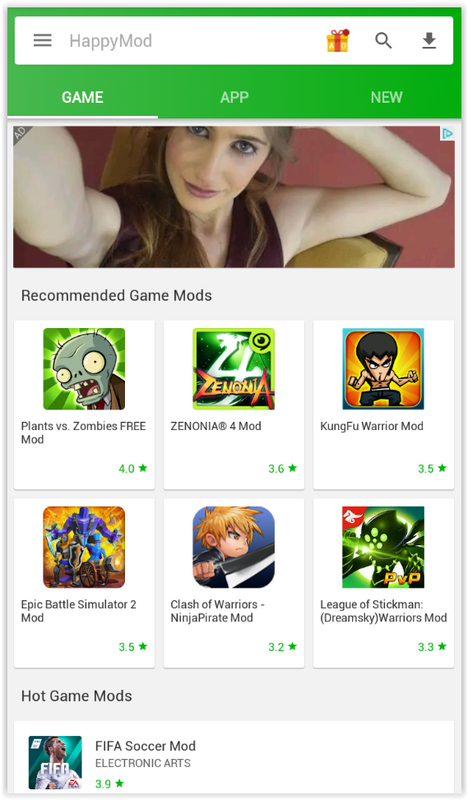 HappyMod
GAME
APP
NEW
AD
Recommended Game Mods
ZENONIA
Plants vs. Zombies FREE
Mod
4.0
ZENONIA® 4 Mod
3.6
KungFu Warrior Mod
3.5
PvP
Epic Battle Simulator 2
Mod
3.5
Clash of Warriors -
NinjaPirate Mod
3.2
League of Stickman:
(Dreamsky)Warriors Mod
3.3
Hot Game Mods
FIFA
EA
FIFA Soccer Mod
ELECTRONIC ARTS
3.9